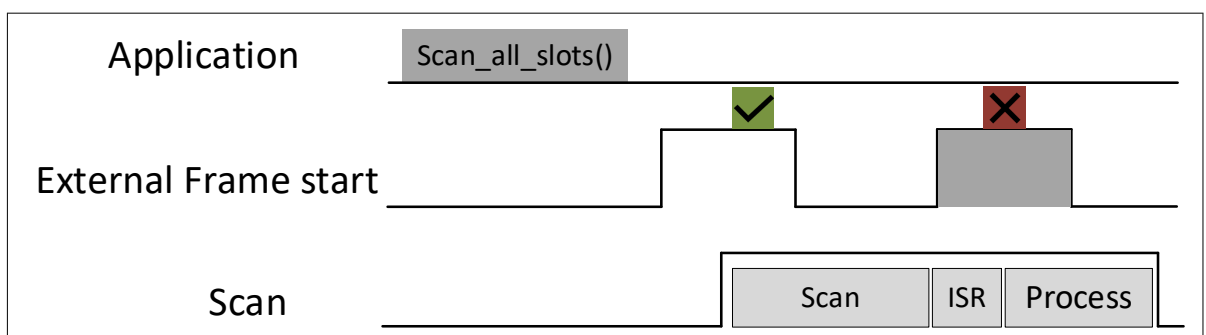 Application
Scan_all_slots()
External Frame start
Scan
Scan
ISR
Process